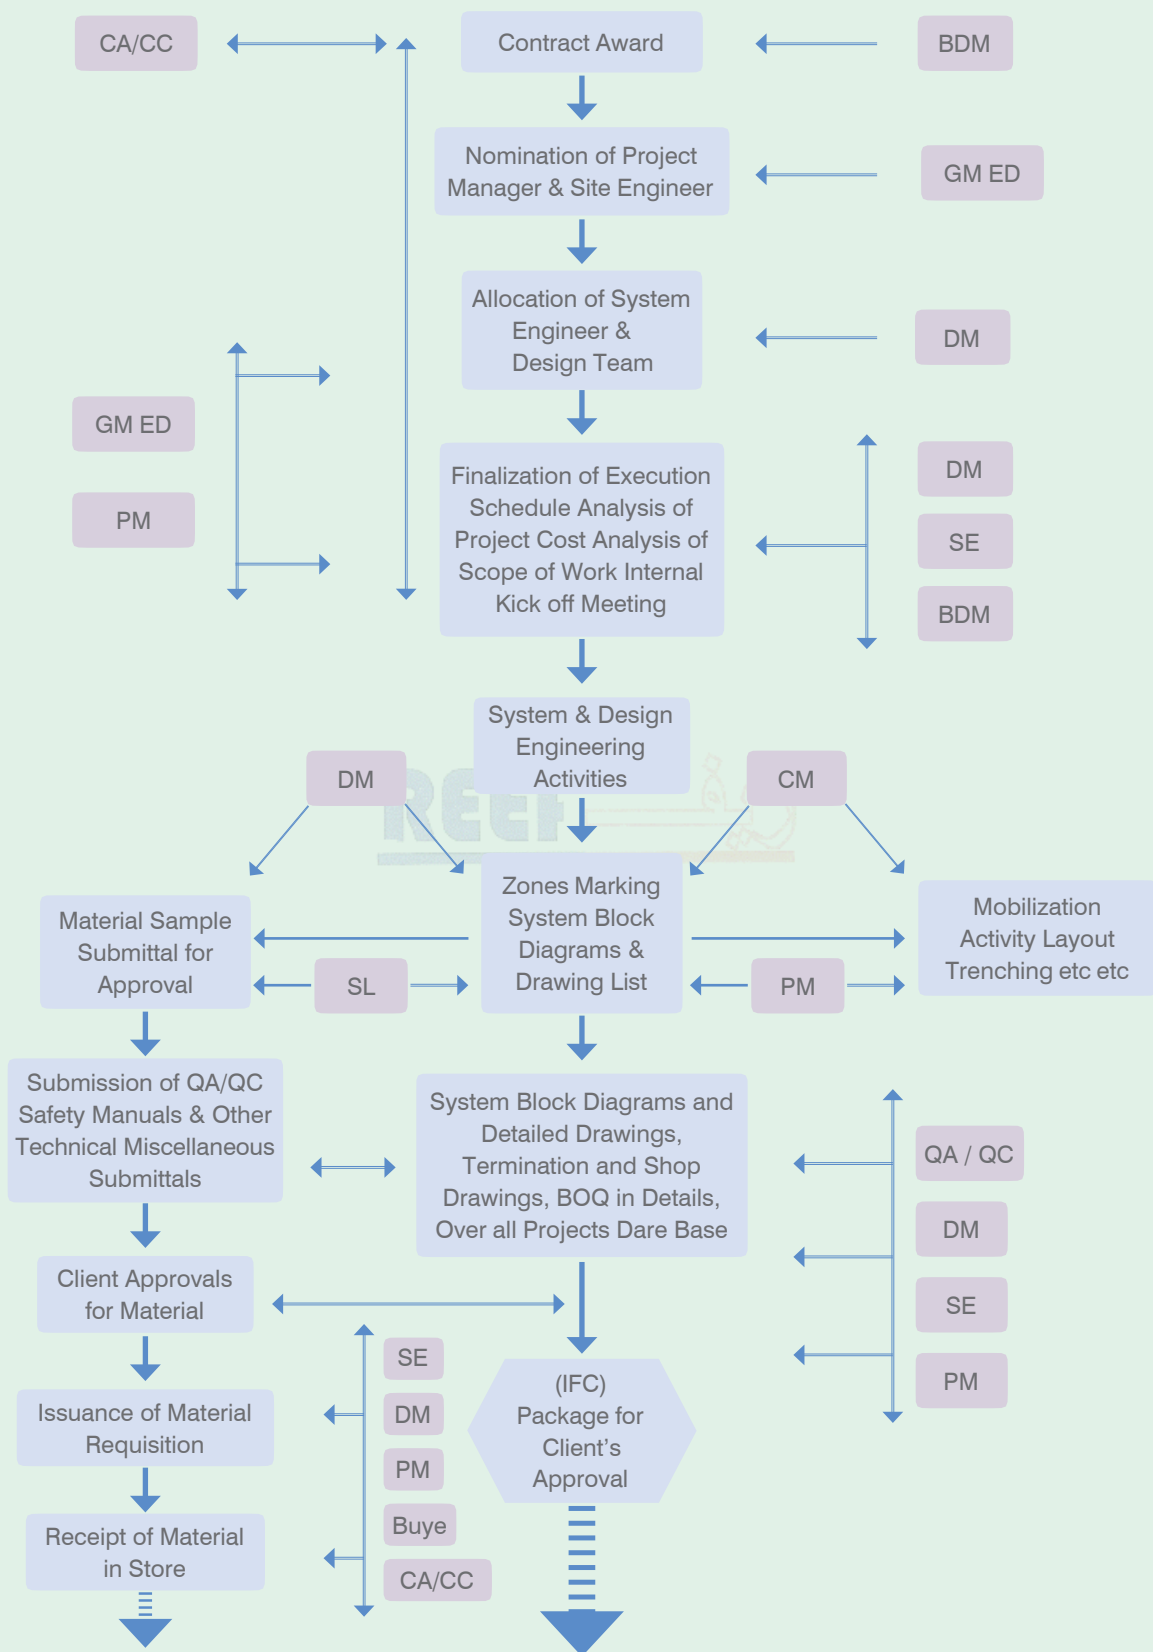 CA/CC
Contract Award
BDM
Nomination of Project
Manager & Site Engineer
GM ED
Allocation of System
Engineer &
Design Team
DM
GM ED
PM
Finalization of Execution
Schedule Analysis of
Project Cost Analysis of
Scope of Work Internal
Kick off Meeting
DM
SE
BDM
System & Design
Engineering
Activities
DM
CM
REEF
Material Sample
Submittal for
Approval
SL
Zones Marking
System Block
Diagrams &
Drawing List
PM
Mobilization
Activity Layout
Trenching etc etc
Submission of QA/QC
Safety Manuals & Other
Technical Miscellaneous
Submittals
System Block Diagrams and
Detailed Drawings,
Termination and Shop
Drawings, BOQ in Details,
Over all Projects Dare Base
QA / QC
DM
SE
PM
Client Approvals
for Material
Issuance of Material
Requisition
Receipt of Material
in Store
SE
DM
PM
Buye
CA/CC
(IFC)
Package for
Client’s
Approval